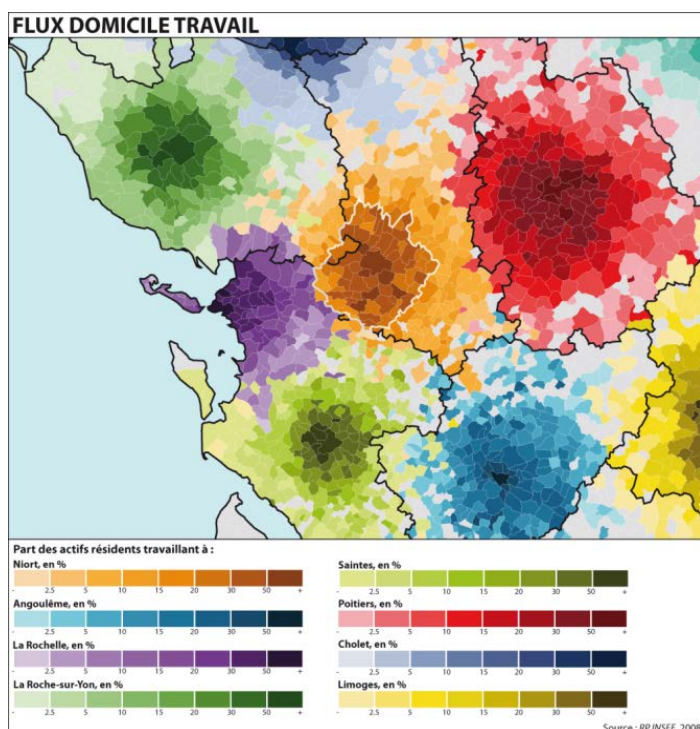 FLUX DOMICILE TRAVAIL
Part des actifs résidents travaillant à :
Niort, en %
- 2.5 5 10 15 20 30 50 +
Angoulême, en %
- 2.5 5 10 15 20 30 50 +
La Rochelle, en %
- 2.5 5 10 15 20 30 50 +
La Roche-sur-Yon, en %
- 2.5 5 10 15 20 30 50 +
Saintes, en %
- 2.5 5 10 15 20 30 50 +
Poitiers, en %
- 2.5 5 10 15 20 30 50 +
Cholet, en %
- 2.5 5 10 15 20 30 50 +
Limoges, en %
- 2.5 5 10 15 20 30 50 +
Source : RP INSEE, 2008